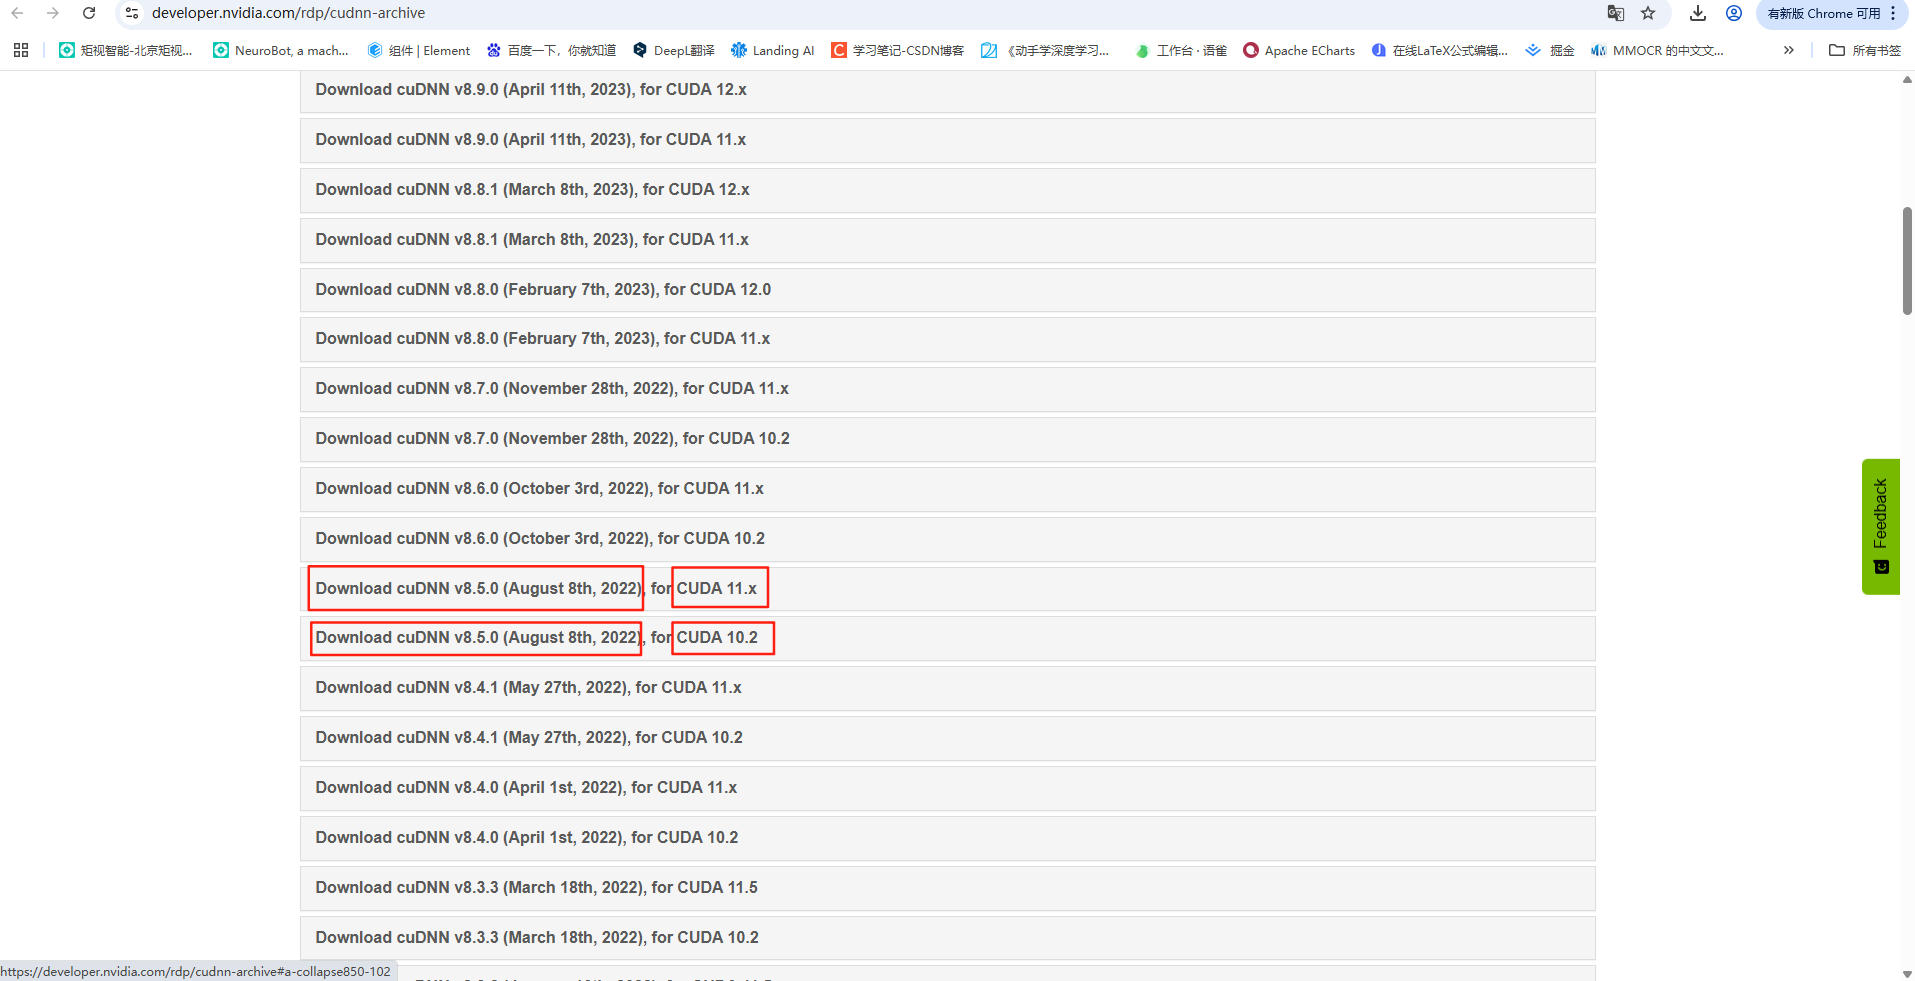 developer.nvidia.com/rdp/cudnn-archive
有新版 Chrome 可用
矩视智能-北京矩视... NeuroBot, a mach... 组件 | Element 百度一下，你就知道 DeepL翻译 Landing AI 学习笔记-CSDN博客 《动手学深度学习... 工作台 · 语雀 Apache ECharts 在线LaTeX公式编辑... 掘金 MMOCR 的中文文... » 所有书签
Download cuDNN v8.9.0 (April 11th, 2023), for CUDA 12.x
Download cuDNN v8.9.0 (April 11th, 2023), for CUDA 11.x
Download cuDNN v8.8.1 (March 8th, 2023), for CUDA 12.x
Download cuDNN v8.8.1 (March 8th, 2023), for CUDA 11.x
Download cuDNN v8.8.0 (February 7th, 2023), for CUDA 12.0
Download cuDNN v8.8.0 (February 7th, 2023), for CUDA 11.x
Download cuDNN v8.7.0 (November 28th, 2022), for CUDA 11.x
Download cuDNN v8.7.0 (November 28th, 2022), for CUDA 10.2
Download cuDNN v8.6.0 (October 3rd, 2022), for CUDA 11.x
Download cuDNN v8.6.0 (October 3rd, 2022), for CUDA 10.2
Download cuDNN v8.5.0 (August 8th, 2022), for CUDA 11.x
Download cuDNN v8.5.0 (August 8th, 2022), for CUDA 10.2
Download cuDNN v8.4.1 (May 27th, 2022), for CUDA 11.x
Download cuDNN v8.4.1 (May 27th, 2022), for CUDA 10.2
Download cuDNN v8.4.0 (April 1st, 2022), for CUDA 11.x
Download cuDNN v8.4.0 (April 1st, 2022), for CUDA 10.2
Download cuDNN v8.3.3 (March 18th, 2022), for CUDA 11.5
Download cuDNN v8.3.3 (March 18th, 2022), for CUDA 10.2
Feedback
https://developer.nvidia.com/rdp/cudnn-archive#a-collapse850-102